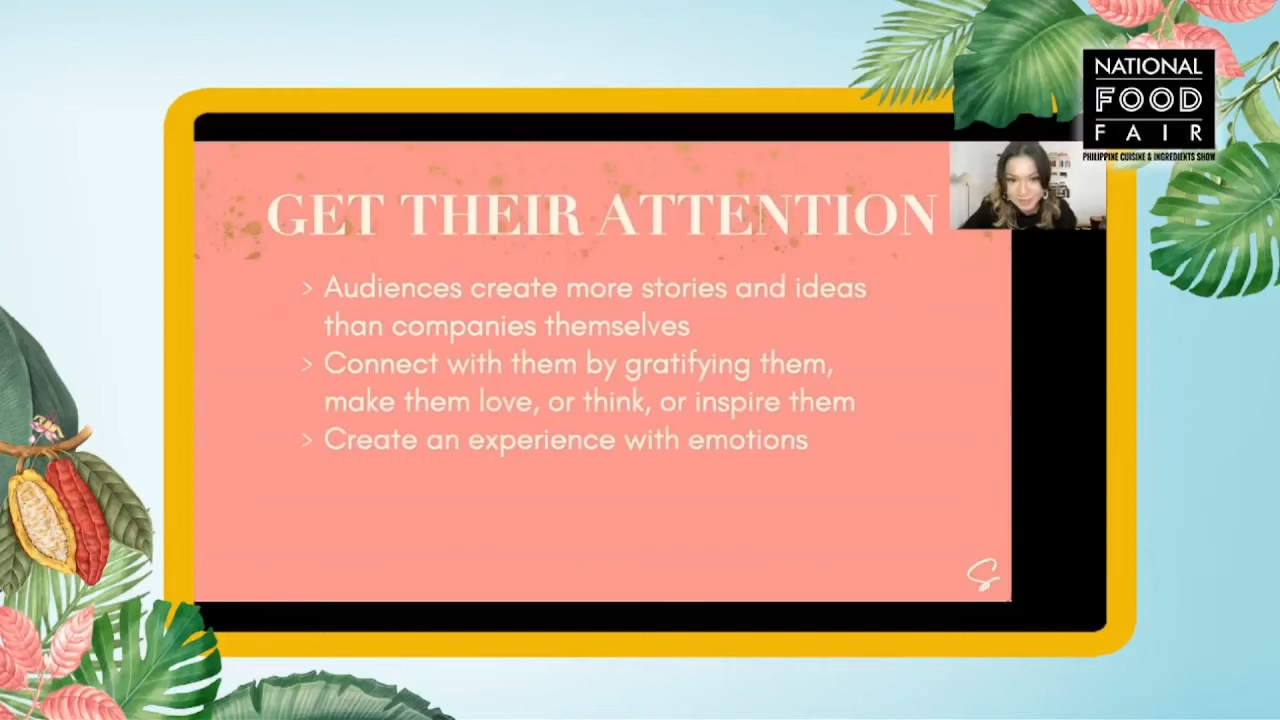 NATIONAL
FOOD
FAIR
PHILIPPINE CUISINE & INGREDIENTS SHOW
GET THEIR ATTENTION
> Audiences create more stories and ideas
than companies themselves
> Connect with them by gratifying them,
make them love, or think, or inspire them
> Create an experience with emotions
S